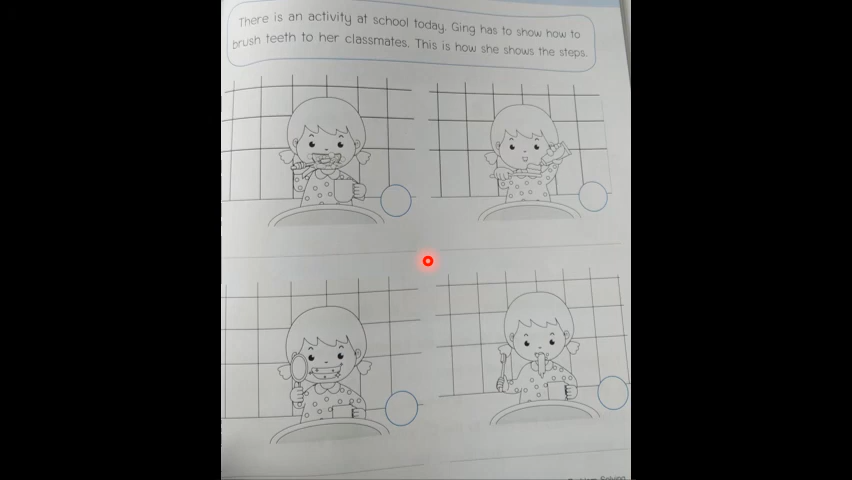 There is an activity at school today. Ging has to show how to
brush teeth to her classmates. This is how she shows the steps.
Solving